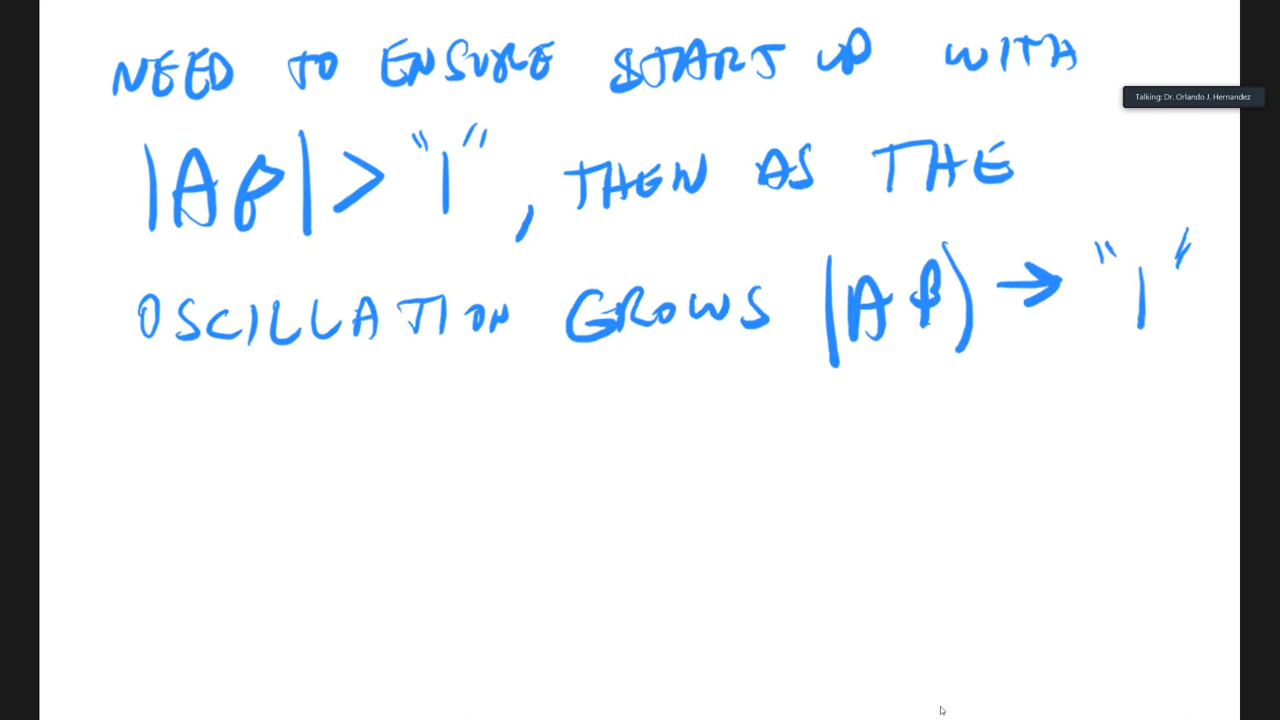 NEED TO ENSURE START UP WITH
Talking: Dr. Orlando J. Hernandez
|Aβ| > "1", THEN AS THE
OSCILLATION GROWS |Aβ| → "1"